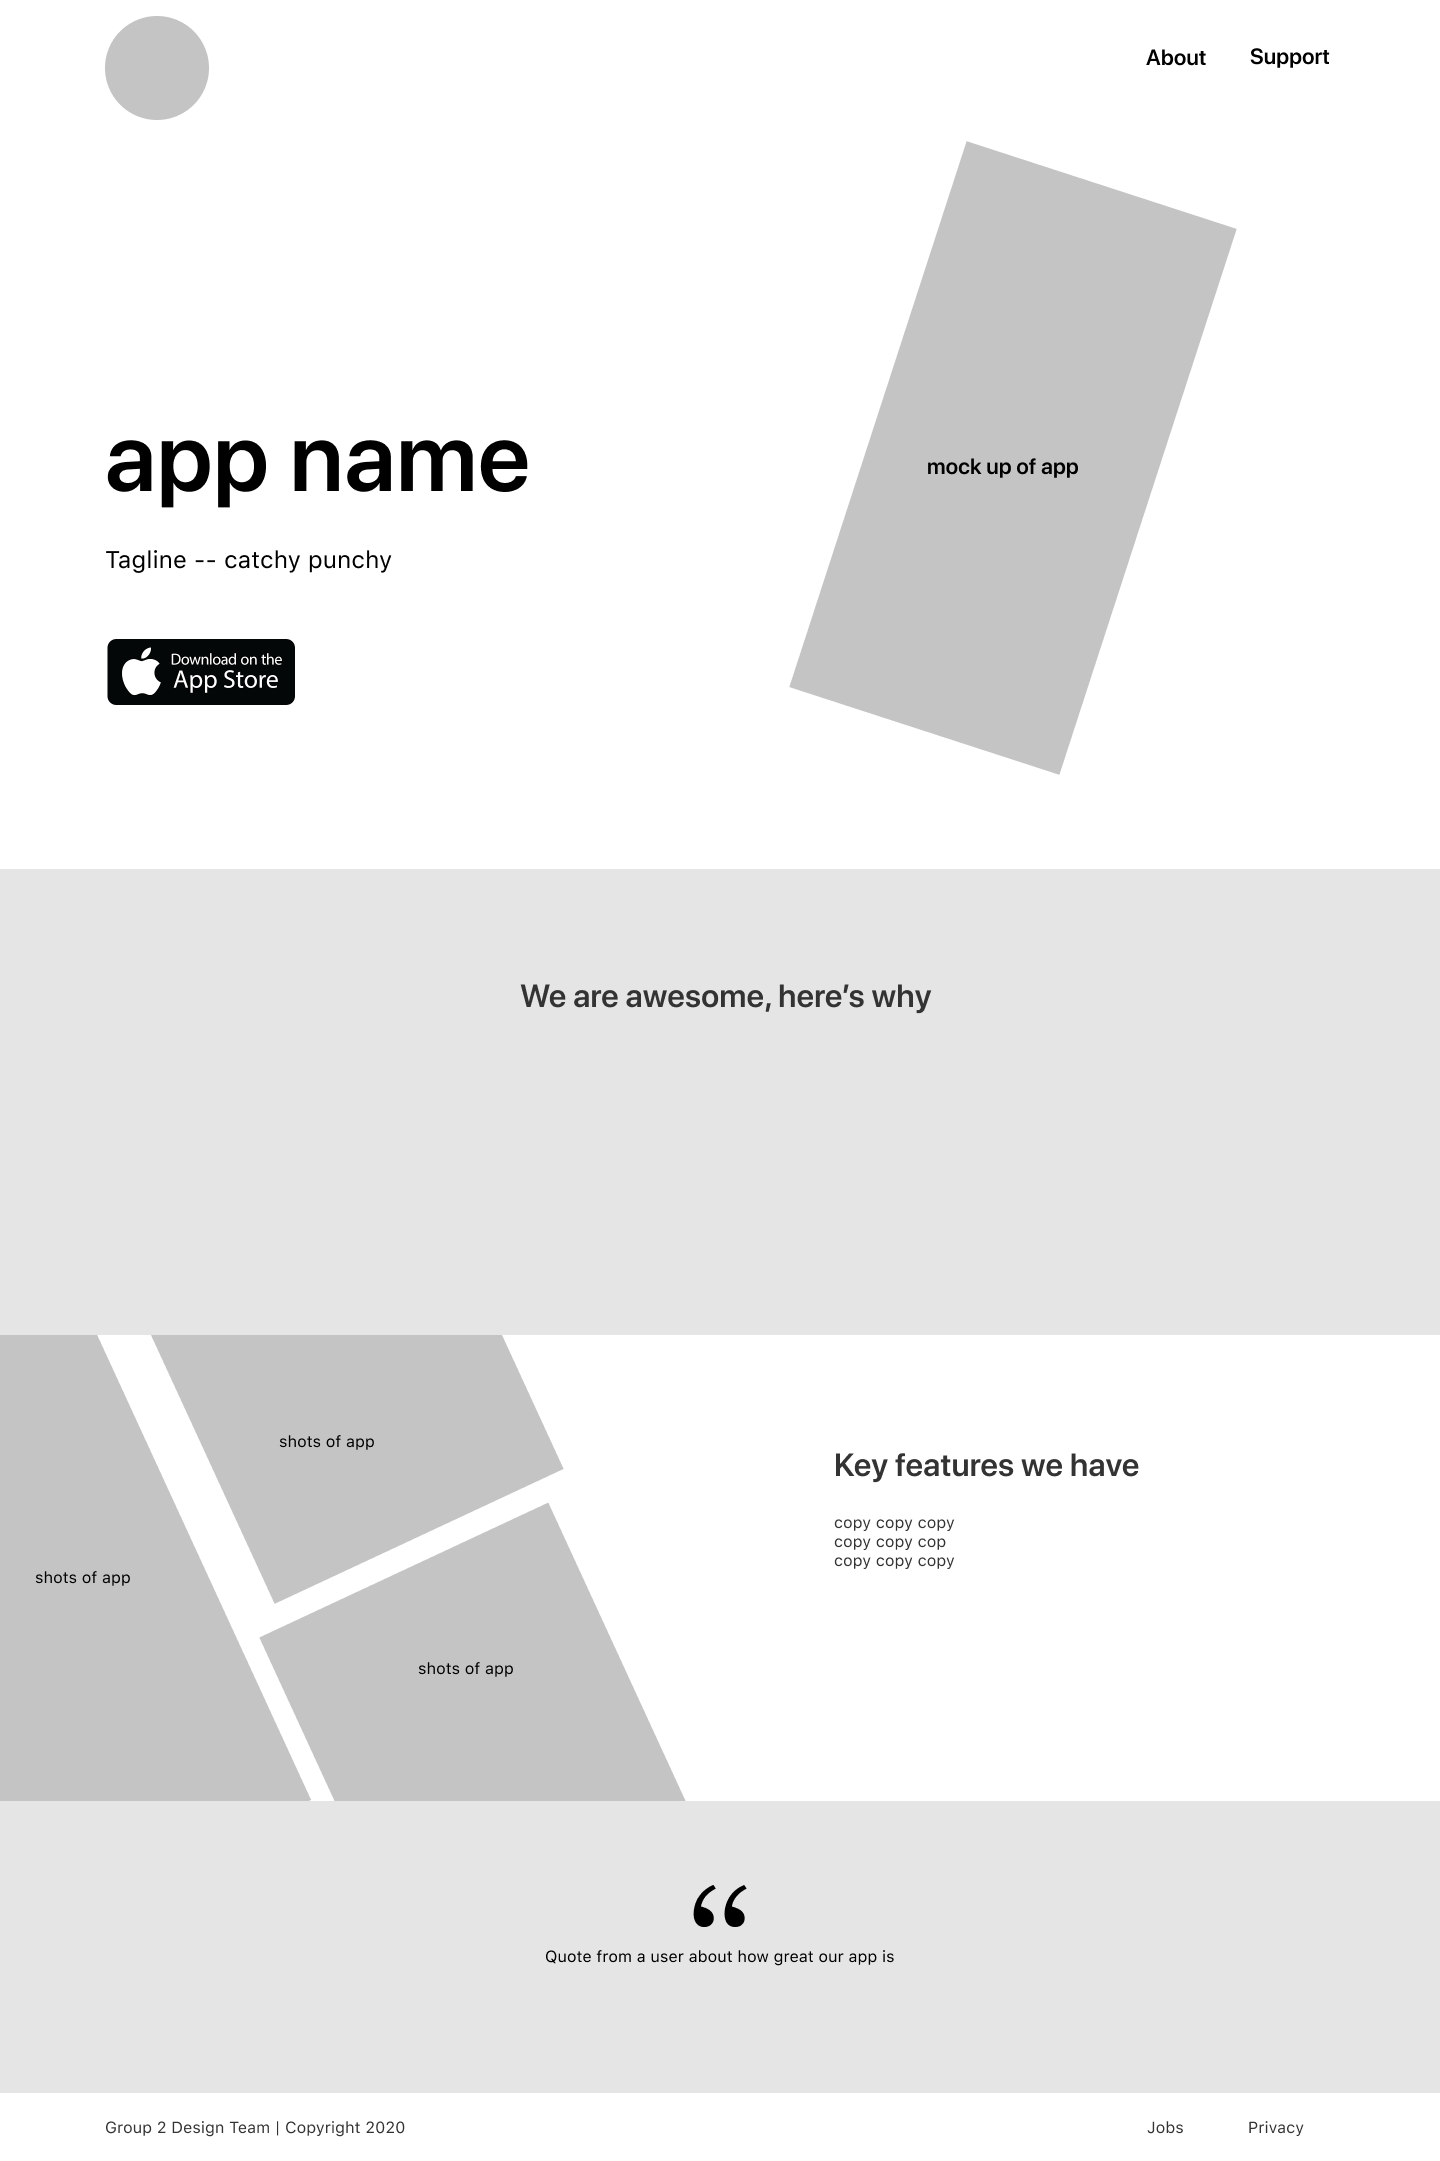 About
Support
mock up of app
app name
Tagline -- catchy punchy
Download on the
App Store
We are awesome, here’s why
shots of app
shots of app
shots of app
Key features we have
copy copy copy
copy copy cop
copy copy copy
“
Quote from a user about how great our app is
Group 2 Design Team | Copyright 2020
Jobs
Privacy